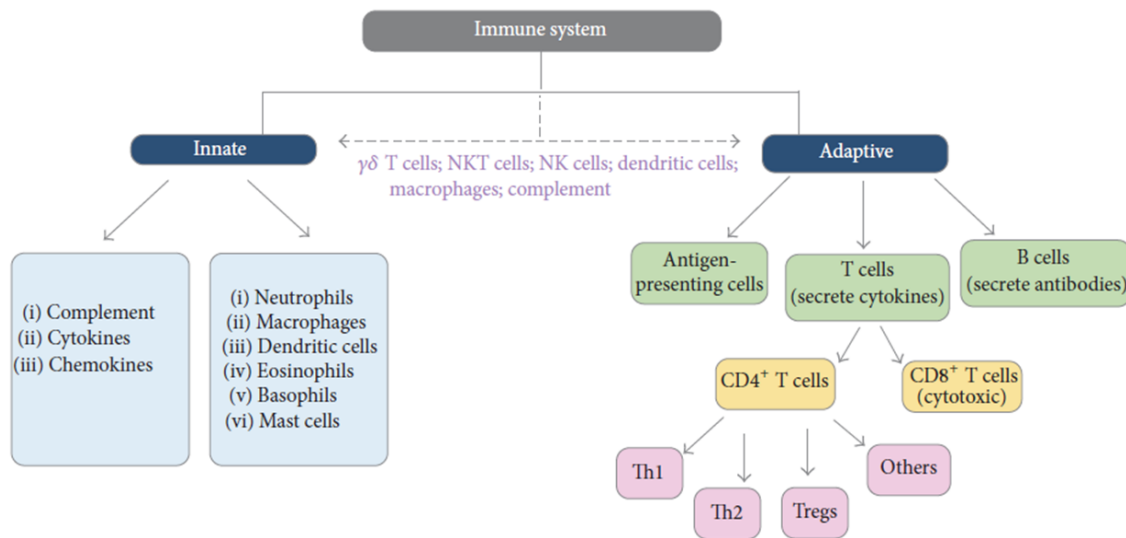 Immune system
Innate
Adaptive
γδ T cells; NKT cells; NK cells; dendritic cells;
macrophages; complement
(i) Complement
(ii) Cytokines
(iii) Chemokines
(i) Neutrophils
(ii) Macrophages
(iii) Dendritic cells
(iv) Eosinophils
(v) Basophils
(vi) Mast cells
Antigen-
presenting cells
T cells
(secrete cytokines)
B cells
(secrete antibodies)
CD4⁺ T cells
CD8⁺ T cells
(cytotoxic)
Th1
Th2
Tregs
Others